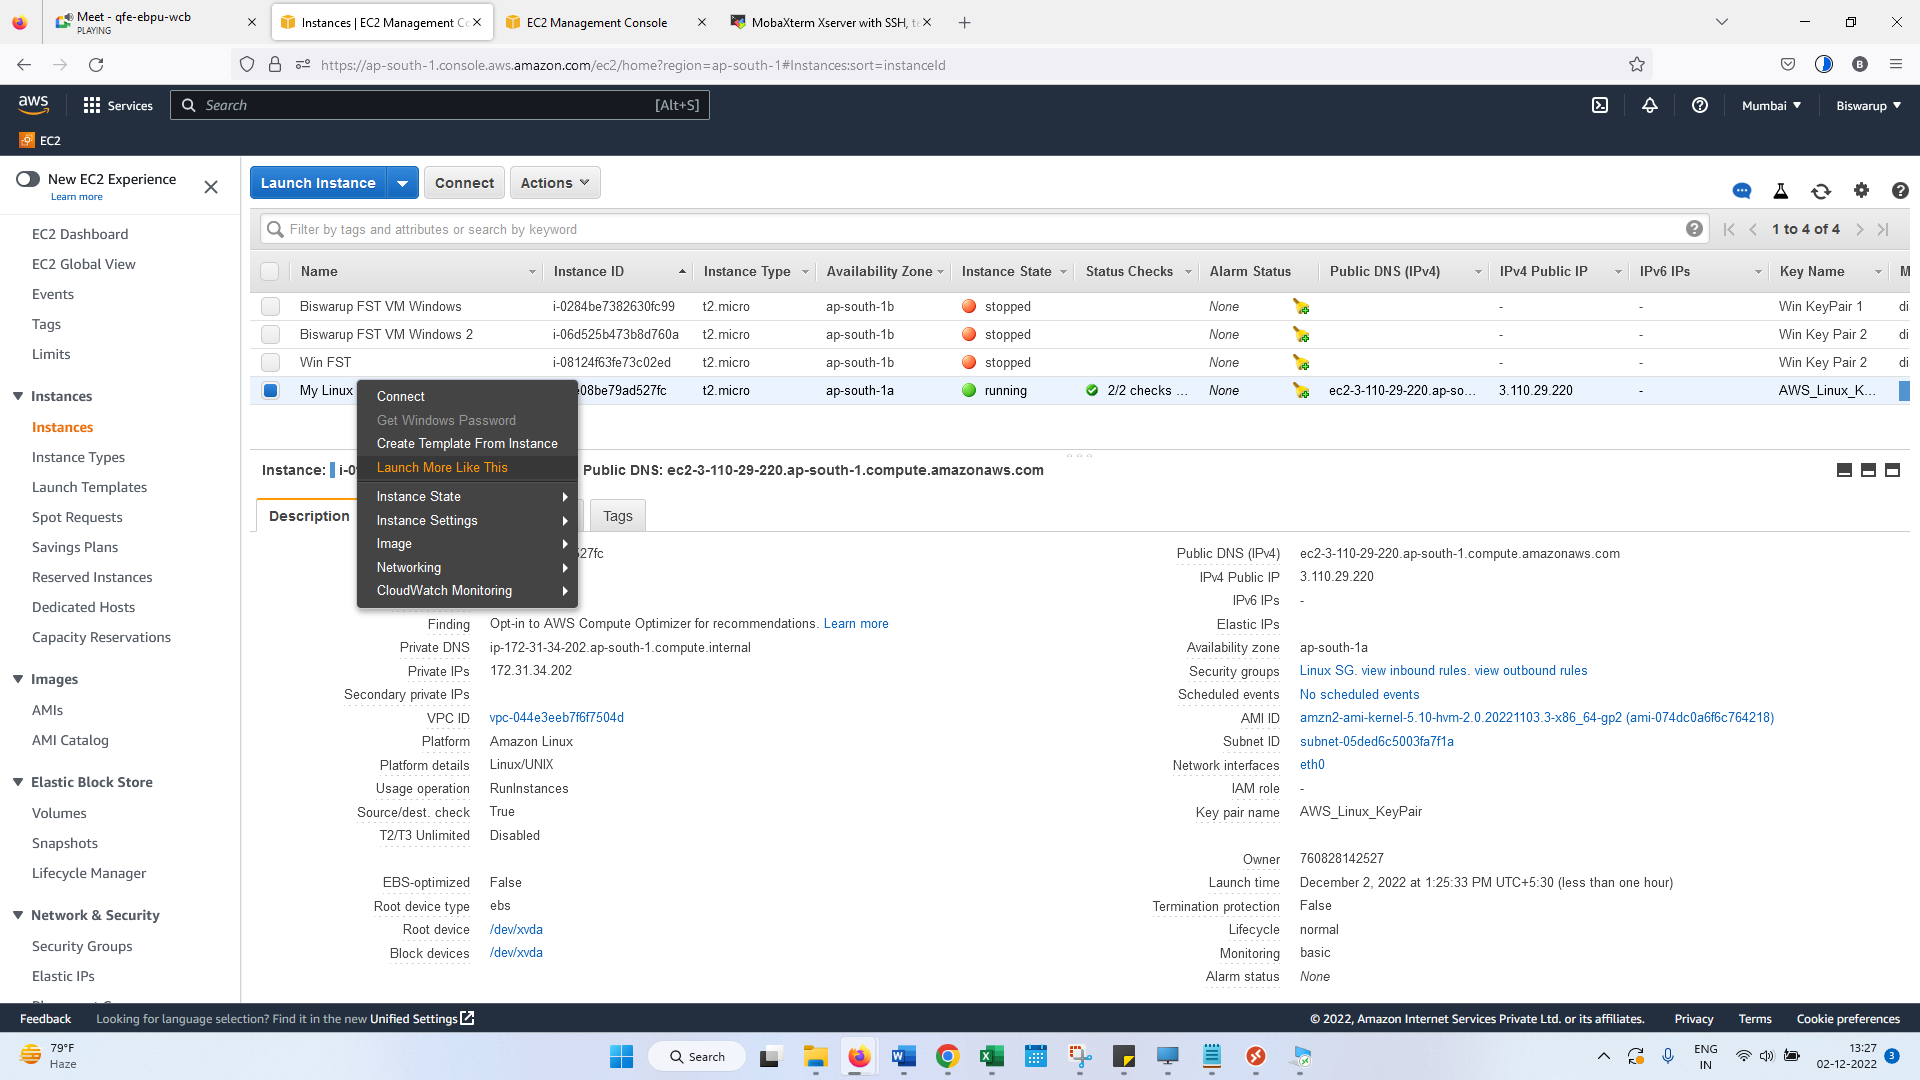 Meet - qfe-ebpu-wcb
PLAYING
Instances | EC2 Management Co
EC2 Management Console
MobaXterm Xserver with SSH, te
https://ap-south-1.console.aws.amazon.com/ec2/home?region=ap-south-1#Instances:sort=instanceId
B
aws
Services
Search
[Alt+S]
Mumbai
Biswarup
EC2
New EC2 Experience
Learn more
EC2 Dashboard
EC2 Global View
Events
Tags
Limits
Instances
Instances
Instance Types
Launch Templates
Spot Requests
Savings Plans
Reserved Instances
Dedicated Hosts
Capacity Reservations
Images
AMIs
AMI Catalog
Elastic Block Store
Volumes
Snapshots
Lifecycle Manager
Network & Security
Security Groups
Elastic IPs
Launch Instance
Connect
Actions
Filter by tags and attributes or search by keyword
1 to 4 of 4
Name Instance ID Instance Type Availability Zone Instance State Status Checks Alarm Status Public DNS (IPv4) IPv4 Public IP IPv6 IPs Key Name M
Biswarup FST VM Windows i-0284be7382630fc99 t2.micro ap-south-1b stopped None - - Win KeyPair 1 di
Biswarup FST VM Windows 2 i-06d525b473b8d760a t2.micro ap-south-1b stopped None - - Win Key Pair 2 di
Win FST i-08124f63fe73c02ed t2.micro ap-south-1b stopped None - - Win Key Pair 2 di
My Linux e08be79ad527fc t2.micro ap-south-1a running 2/2 checks ... None ec2-3-110-29-220.ap-so... 3.110.29.220 - AWS_Linux_K...
Connect
Get Windows Password
Create Template From Instance
Launch More Like This
Instance State
Instance Settings
Image
Networking
CloudWatch Monitoring
Instance: i-0 Public DNS: ec2-3-110-29-220.ap-south-1.compute.amazonaws.com
Description
Tags
527fc
Finding Opt-in to AWS Compute Optimizer for recommendations. Learn more
Private DNS ip-172-31-34-202.ap-south-1.compute.internal
Private IPs 172.31.34.202
Secondary private IPs
VPC ID vpc-044e3eeb7f6f7504d
Platform Amazon Linux
Platform details Linux/UNIX
Usage operation RunInstances
Source/dest. check True
T2/T3 Unlimited Disabled
EBS-optimized False
Root device type ebs
Root device /dev/xvda
Block devices /dev/xvda
Public DNS (IPv4) ec2-3-110-29-220.ap-south-1.compute.amazonaws.com
IPv4 Public IP 3.110.29.220
IPv6 IPs -
Elastic IPs
Availability zone ap-south-1a
Security groups Linux SG. view inbound rules. view outbound rules
Scheduled events No scheduled events
AMI ID amzn2-ami-kernel-5.10-hvm-2.0.20221103.3-x86_64-gp2 (ami-074dc0a6f6c764218)
Subnet ID subnet-05ded6c5003fa7f1a
Network interfaces eth0
IAM role -
Key pair name AWS_Linux_KeyPair
Owner 760828142527
Launch time December 2, 2022 at 1:25:33 PM UTC+5:30 (less than one hour)
Termination protection False
Lifecycle normal
Monitoring basic
Alarm status None
Feedback Looking for language selection? Find it in the new Unified Settings
© 2022, Amazon Internet Services Private Ltd. or its affiliates. Privacy Terms Cookie preferences
79°F
Haze
Search
ENG
IN
13:27
02-12-2022
3